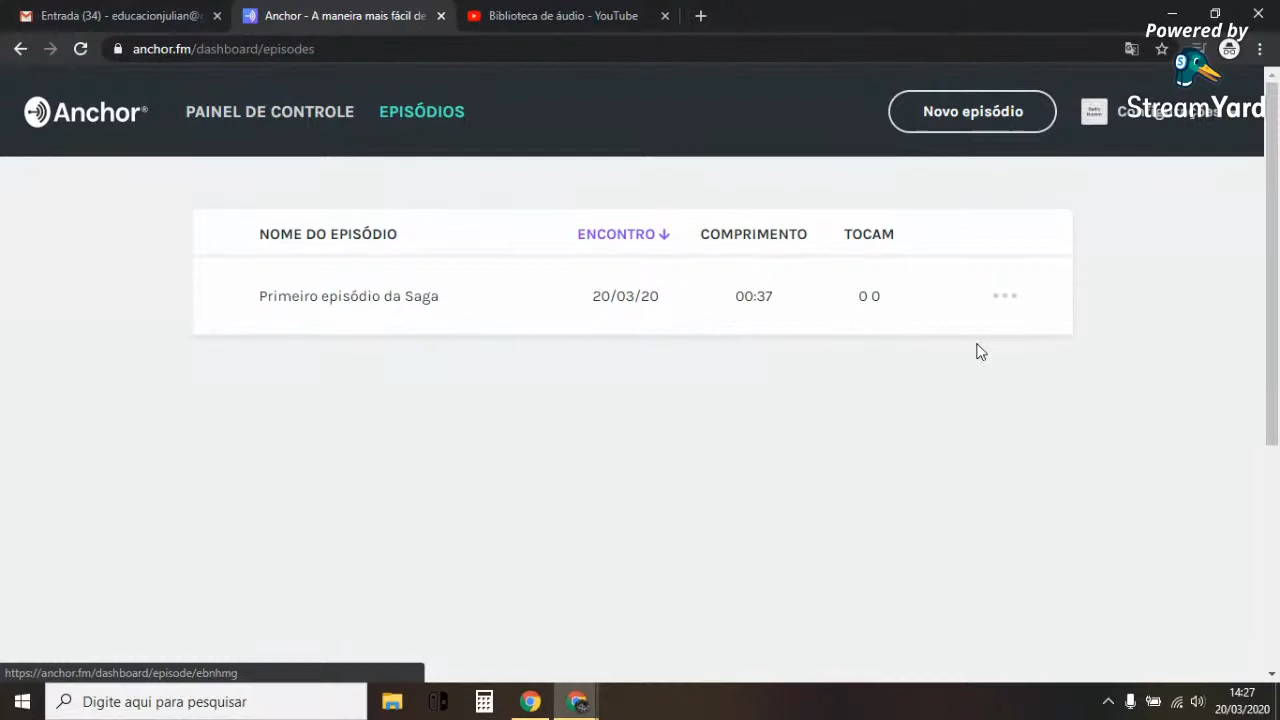 Entrada (34) - educacionjulian@
Anchor - A maneira mais fácil de
Biblioteca de áudio - YouTube
Powered by
anchor.fm/dashboard/episodes
StreamYard
Anchor
PAINEL DE CONTROLE
EPISÓDIOS
Novo episódio
NOME DO EPISÓDIO
ENCONTRO
COMPRIMENTO
TOCAM
Primeiro episódio da Saga
20/03/20
00:37
0 0
https://anchor.fm/dashboard/episode/ebnhmg
Digite aqui para pesquisar
14:27
20/03/2020